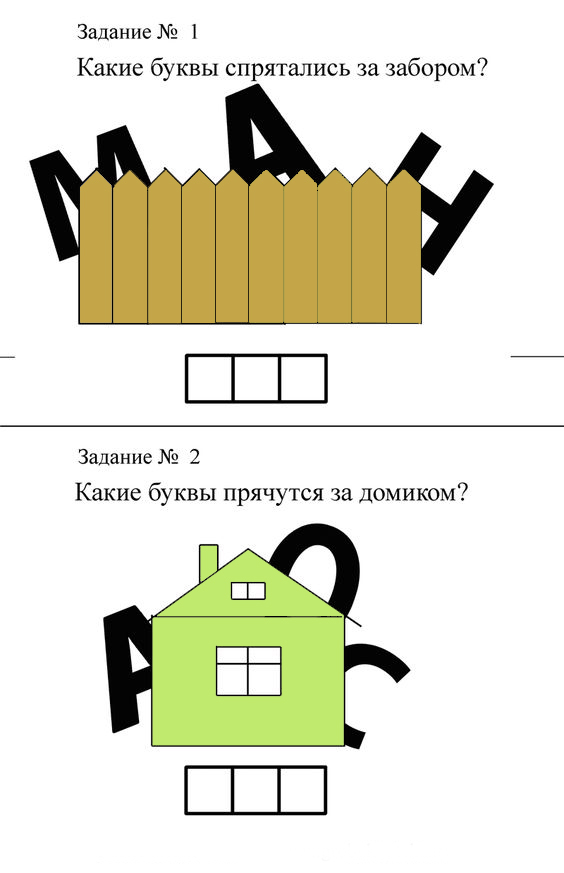 Задание № 1
Какие буквы спрятались за забором?
М А Н
Задание № 2
Какие буквы прячутся за домиком?
А О С